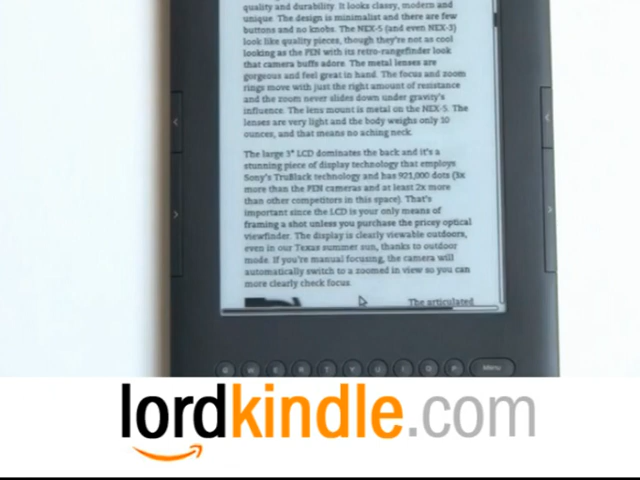 quality and durability. It looks classy, modern and
unique. The design is minimalist and there are few
buttons and no knobs. The NEX-5 (and even NEX-3)
look like quality pieces, though they're not as cool
looking as the PEN with its retro-rangefinder look
that camera buffs adore. The metal lenses are
gorgeous and feel great in hand. The focus and zoom
rings move with just the right amount of resistance
and the zoom never slides down under gravity's
influence. The lens mount is metal on the NEX-5. The
lenses are very light and the body weighs only 10
ounces, and that means no aching neck.
The large 3" LCD dominates the back and it's a
stunning piece of display technology that employs
Sony's TruBlack technology and has 921,000 dots (3x
more than the PEN cameras and at least 2x more
than other competitors in this space). That's
important since the LCD is your only means of
framing a shot unless you purchase the pricey optical
viewfinder. The display is clearly viewable outdoors,
even in our Texas summer sun, thanks to outdoor
mode. If you're manual focusing, the camera will
automatically switch to a zoomed in view so you can
more clearly check focus.
The articulated
Q W E R T Y U I O P Menu
lordkindle.com